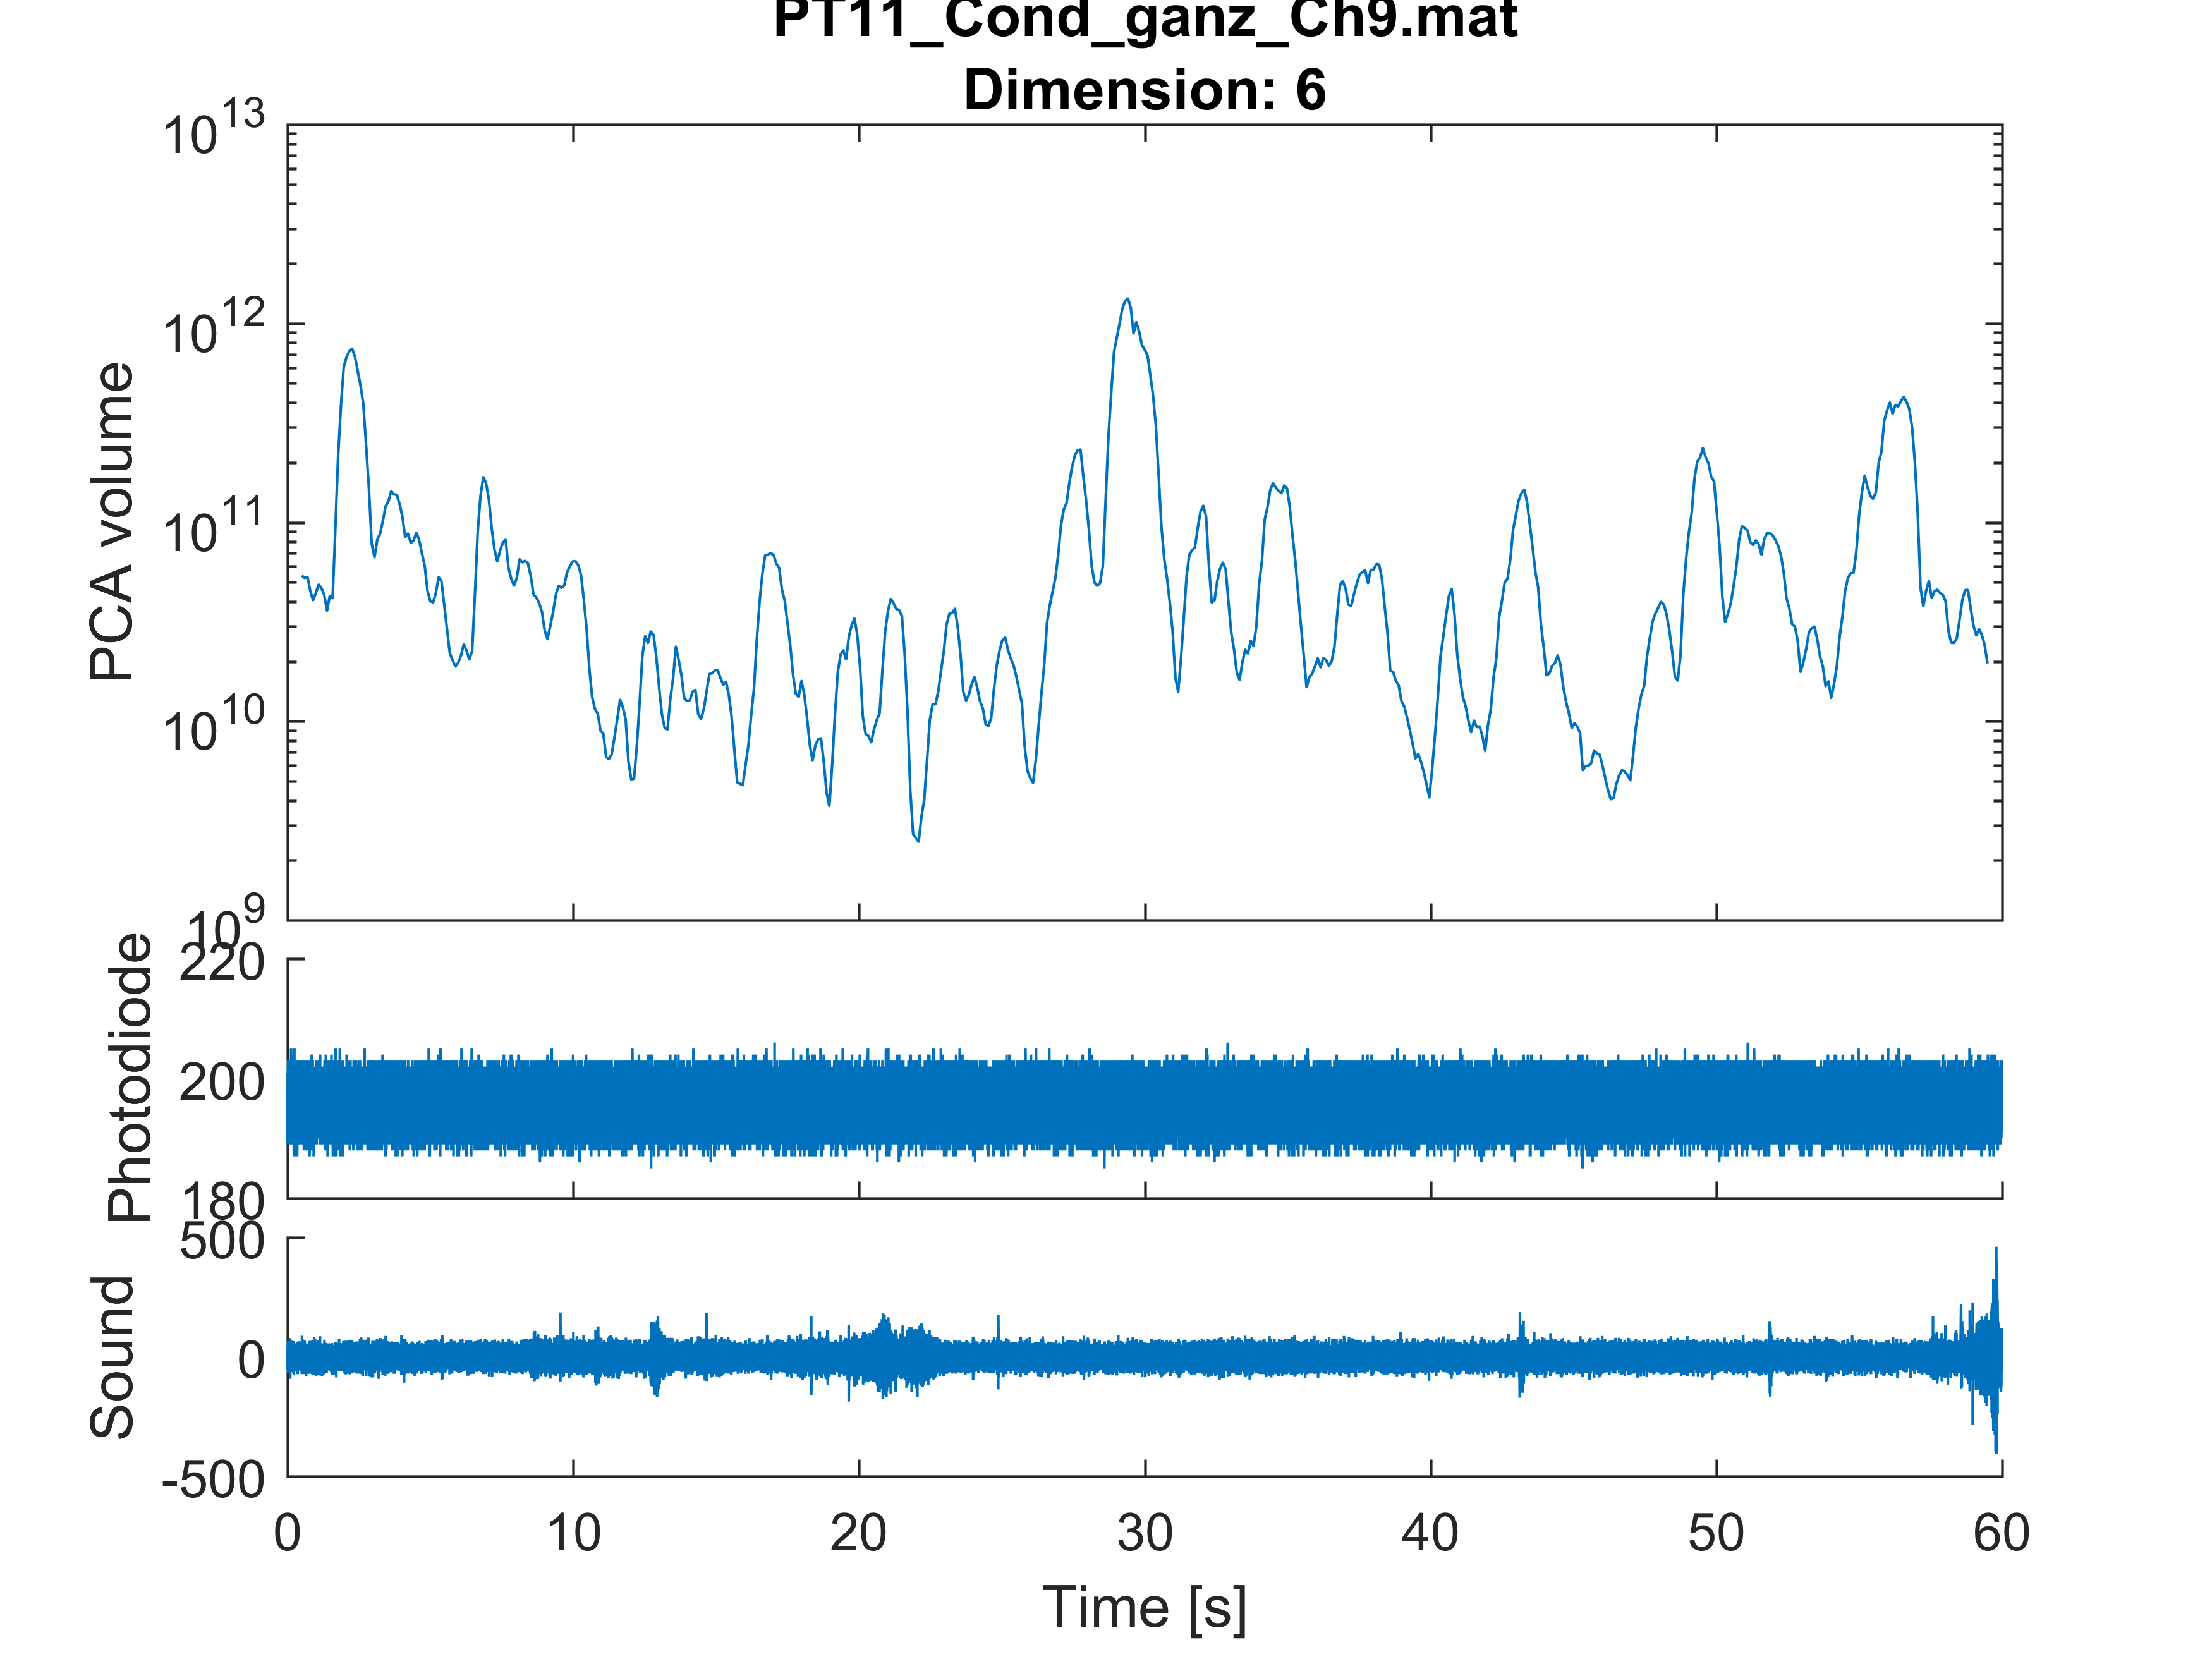 PT11_Cond_ganz_Ch9.mat
Dimension: 6
10^13
10^12
10^11
10^10
10^9
PCA volume
220
200
180
Photodiode
500
0
-500
Sound
0 10 20 30 40 50 60
Time [s]